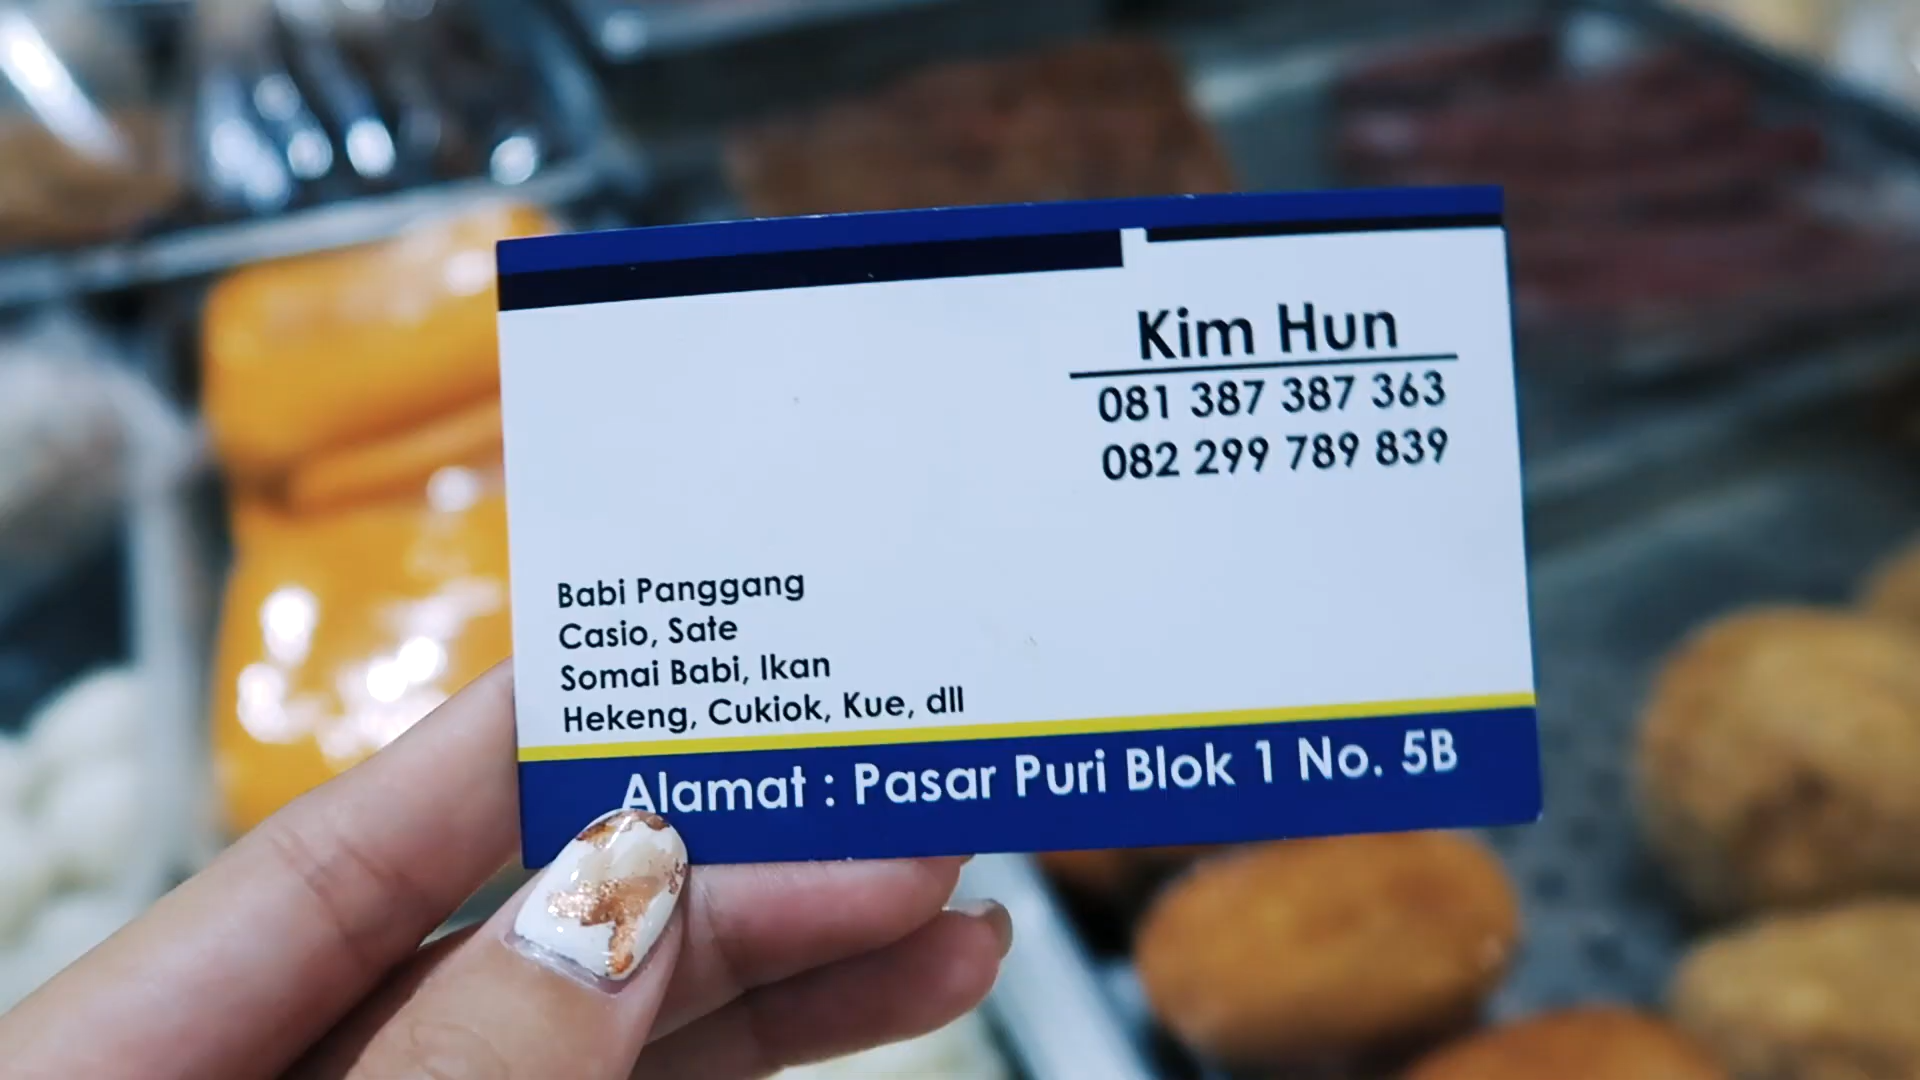 Kim Hun
081 387 387 363
082 299 789 839
Babi Panggang
Casio, Sate
Somai Babi, Ikan
Hekeng, Cukiok, Kue, dll
Alamat : Pasar Puri Blok 1 No. 5B